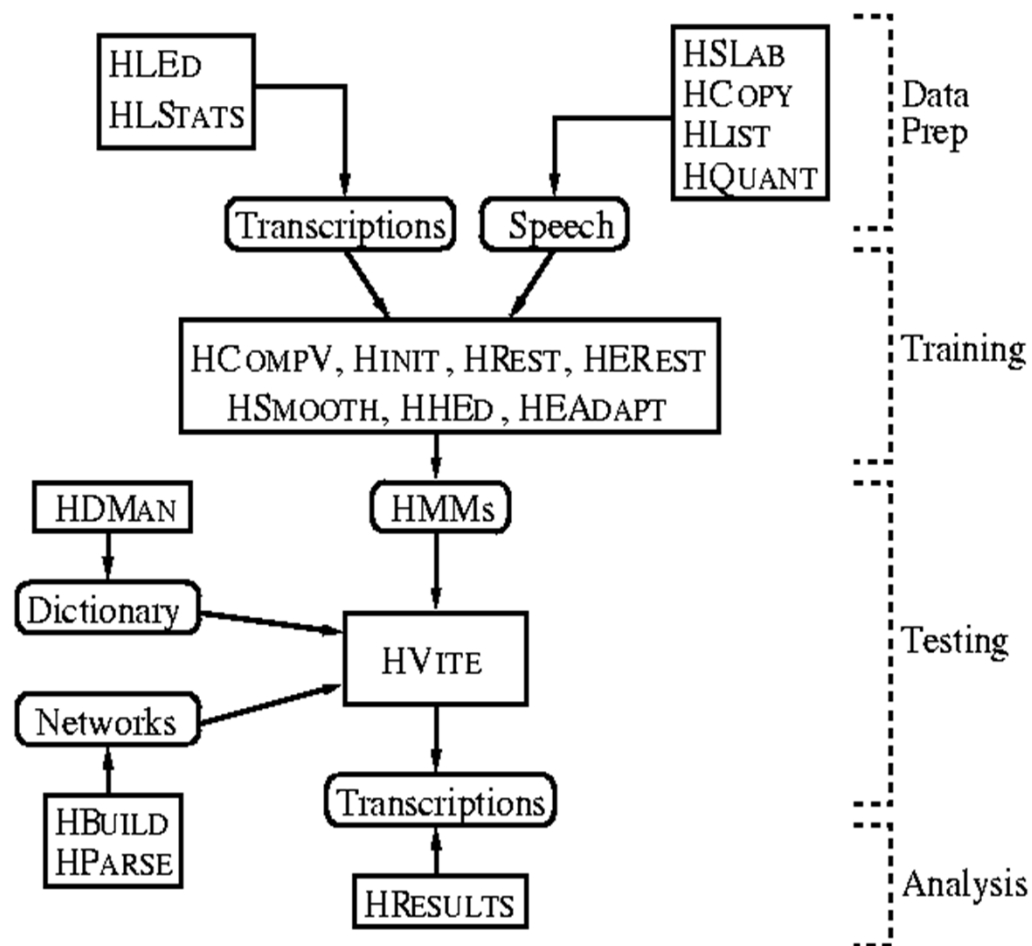 HLED
HLSTATS
HSLAB
HCOPY
HLIST
HQUANT
Data
Prep
Transcriptions
Speech
HCOMPV, HINIT, HREST, HEREST
HSMOOTH, HHED, HEADAPT
Training
HDMAN
HMMs
Dictionary
HVITE
Testing
Networks
Transcriptions
HBUILD
HPARSE
HRESULTS
Analysis